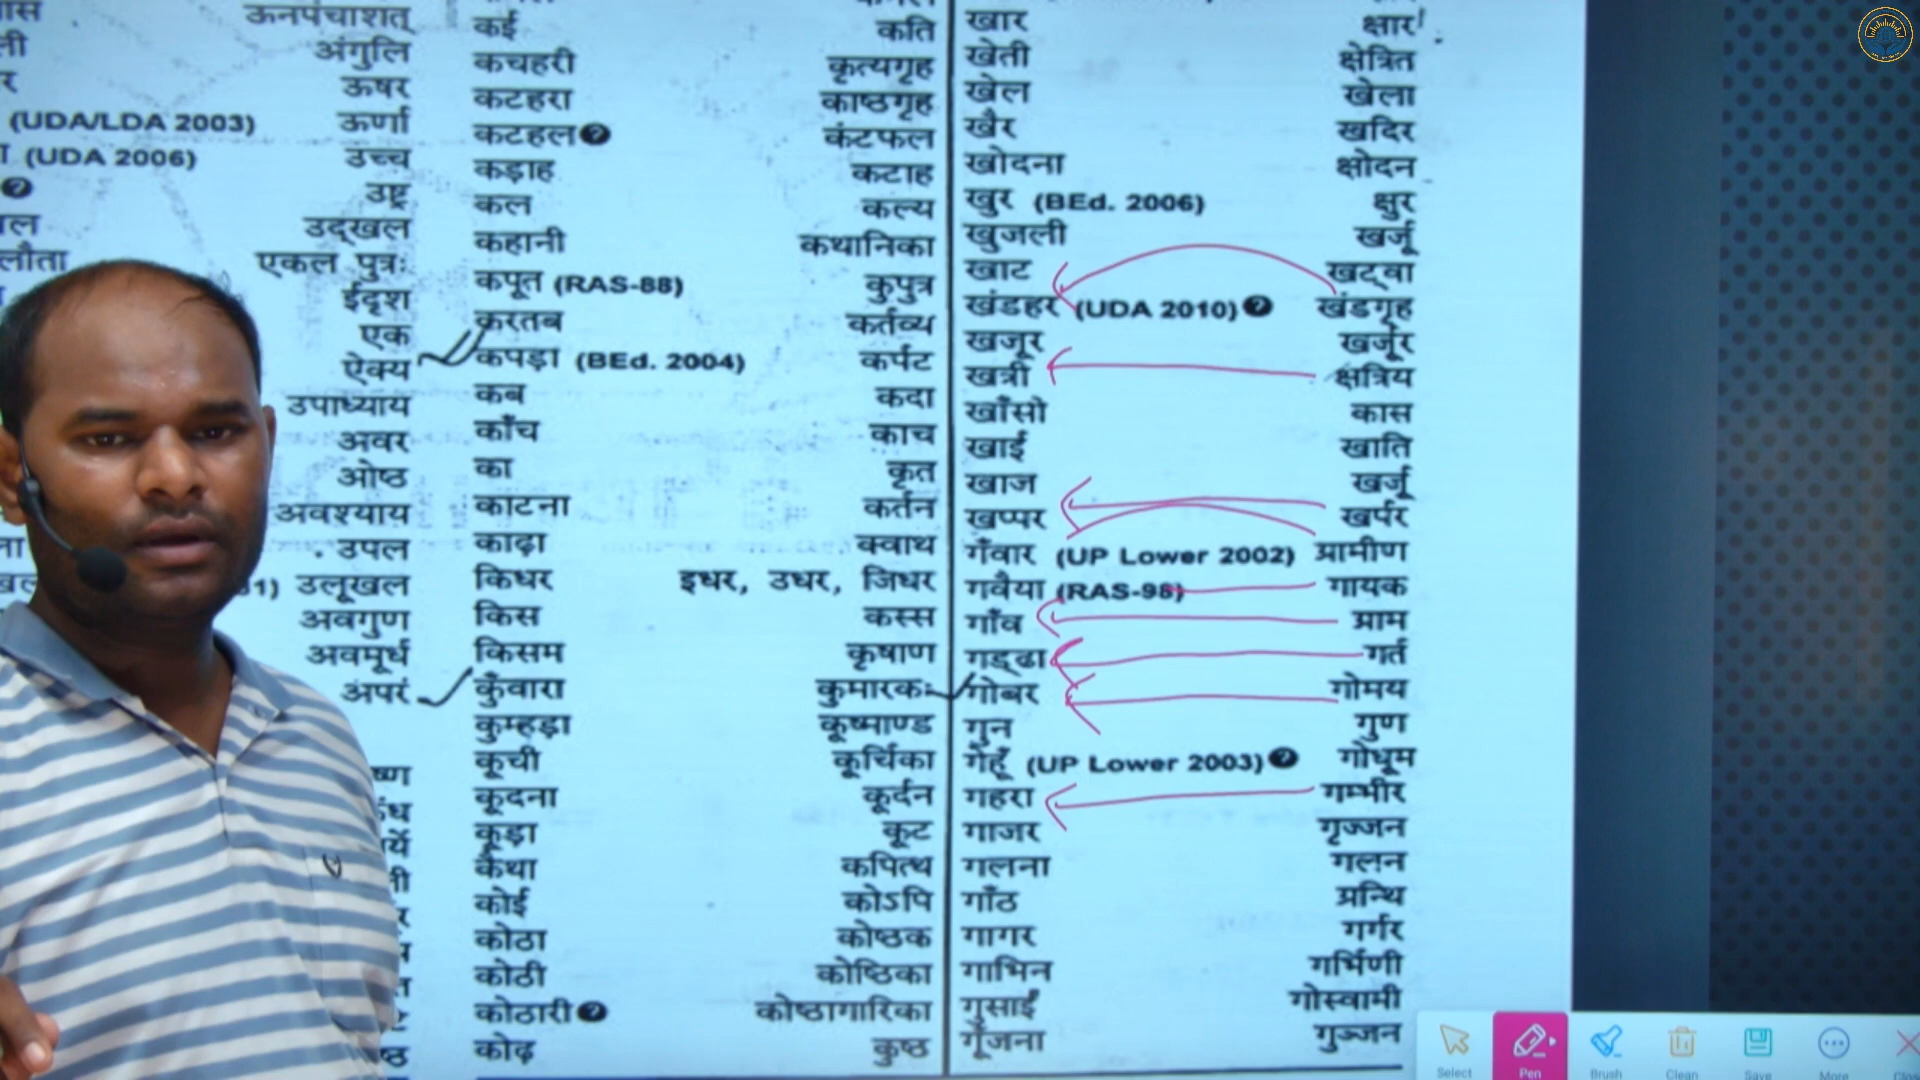 ऊनपंचाशत्
अंगुलि
ऊषर
(UDA/LDA 2003) ऊर्णा
(UDA 2006) उच्च
उष्ट्र
उद्खल
एकल पुत्रः
ईदृश
एक
ऐक्य
उपाध्याय
अवर
ओष्ठ
अवश्याय
उपल
उलूखल
अवगुण
अवमूर्ध
अपरं
कई कति
कचहरी कृत्यगृह
कटहरा काष्ठगृह
कटहल कंटफल
कड़ाह कटाह
कल कल्य
कहानी कथानिका
कपूत (RAS-88) कुपुत्र
करतब कर्तव्य
कपड़ा (BEd. 2004) कर्पट
कब कदा
काँच काच
का कृत
काटना कर्तन
काढ़ा क्वाथ
किधर इधर, उधर, जिधर
किस कस्स
किसम कृषाण
कुँवारा कुमारकः
कुम्हड़ा कूष्माण्ड
कूची कूर्चिका
कूदना कूर्दन
कूड़ा कूट
कैथा कपित्थ
कोई कोऽपि
कोठा कोष्ठक
कोठी कोष्ठिका
कोठारी कोष्ठागारिका
कोढ़ कुष्ठ
खार क्षार
खेती क्षेत्रित
खेल खेला
खैर खदिर
खोदना क्षोदन
खुर (BEd. 2006) क्षुर
खुजली खर्जू
खाट खट्वा
खंडहर (UDA 2010) खंडगृह
खजूर खर्जूर
खत्री क्षत्रिय
खाँसो कास
खाई खाति
खाज खर्जू
खप्पर खर्पर
गँवार (UP Lower 2002) ग्रामीण
गवैया (RAS-98) गायक
गाँव ग्राम
गड्ढा गर्त
गोबर गोमय
गुन गुण
गेहूँ (UP Lower 2003) गोधूम
गहरा गम्भीर
गाजर गृज्जन
गलना गलन
गाँठ ग्रन्थि
गागर गर्गर
गाभिन गर्भिणी
गुसाईं गोस्वामी
गूँजना गुञ्जन
Select Pen Brush Clean Save More